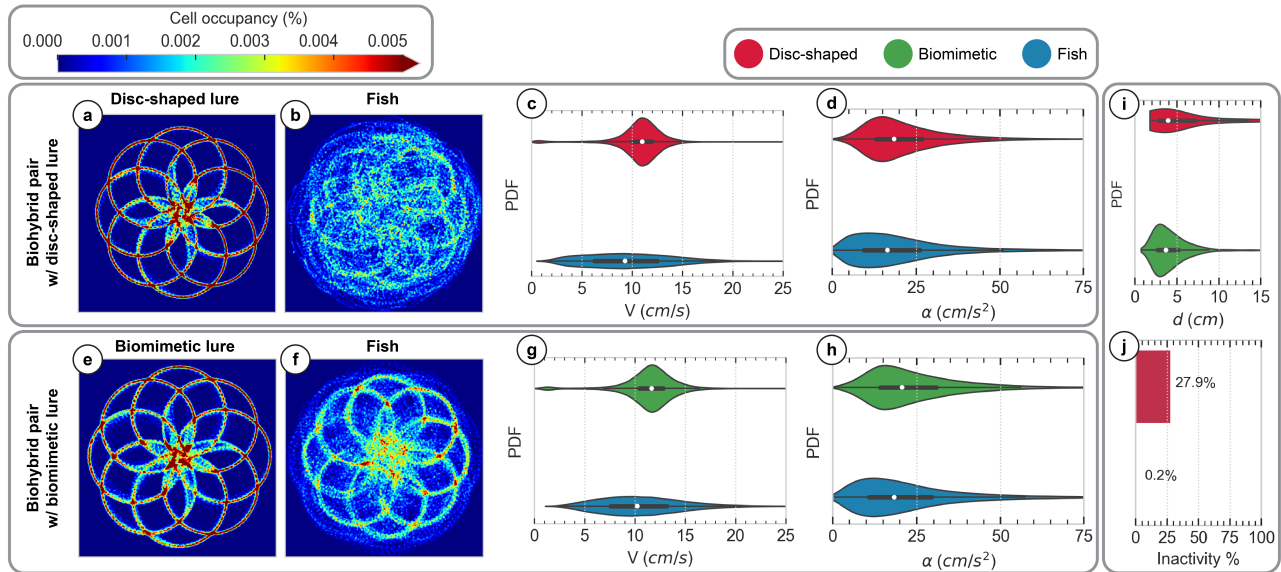 Cell occupancy (%)
0.000 0.001 0.002 0.003 0.004 0.005
Disc-shaped Biomimetic Fish
Biohybrid pair
w/ disc-shaped lure
a Disc-shaped lure
b Fish
c
PDF
0 5 10 15 20 25
V (cm/s)
d
PDF
0 25 50 75
α (cm/s²)
Biohybrid pair
w/ biomimetic lure
e Biomimetic lure
f Fish
g
PDF
0 5 10 15 20 25
V (cm/s)
h
PDF
0 25 50 75
α (cm/s²)
i
PDF
0 5 10 15
d (cm)
j
27.9%
0.2%
0 25 50 75 100
Inactivity %